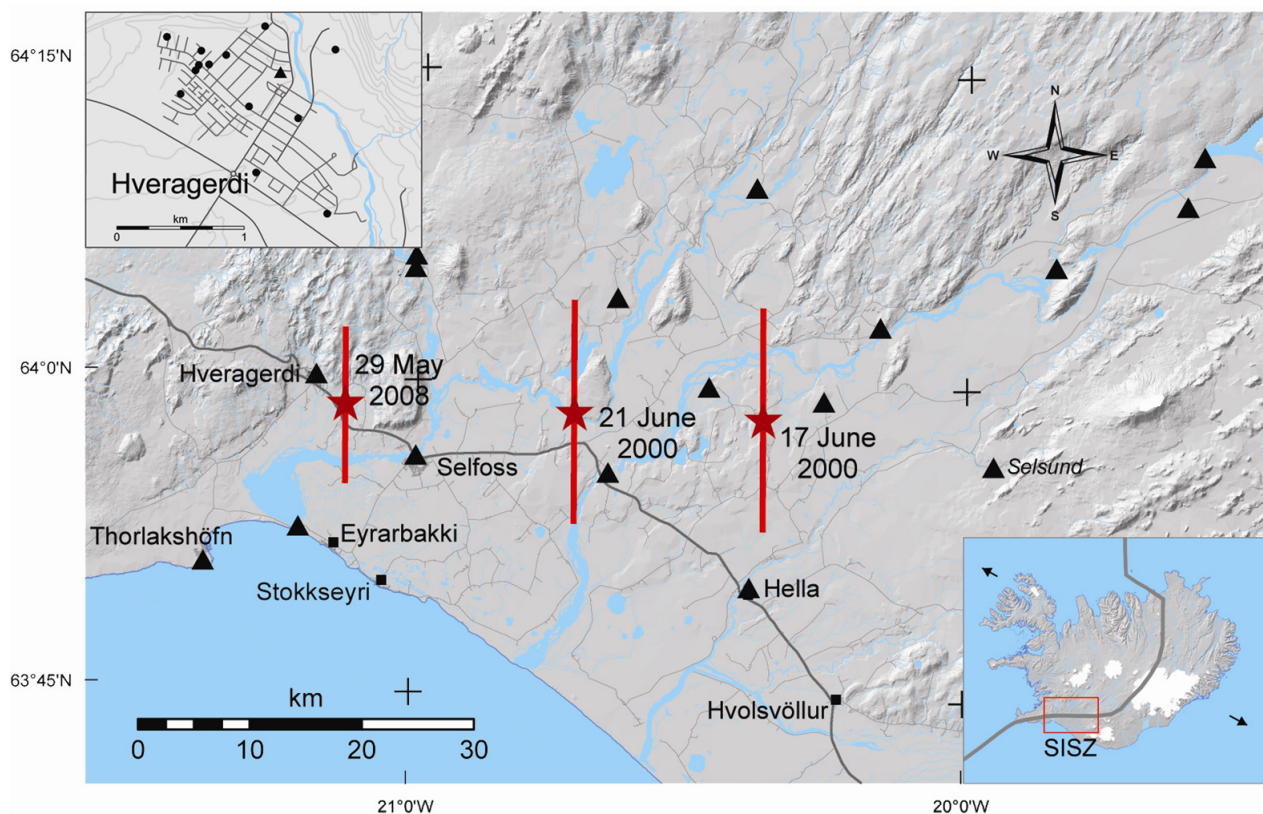 64°15'N
Hveragerdi
km
0
1
N
W
E
S
64°0'N
Hveragerdi
29 May
2008
21 June
2000
17 June
2000
Selfoss
Selsund
Thorlakshöfn
Eyrarbakki
Stokkseyri
Hella
63°45'N
km
0
10
20
30
Hvolsvöllur
SISZ
21°0'W
20°0'W